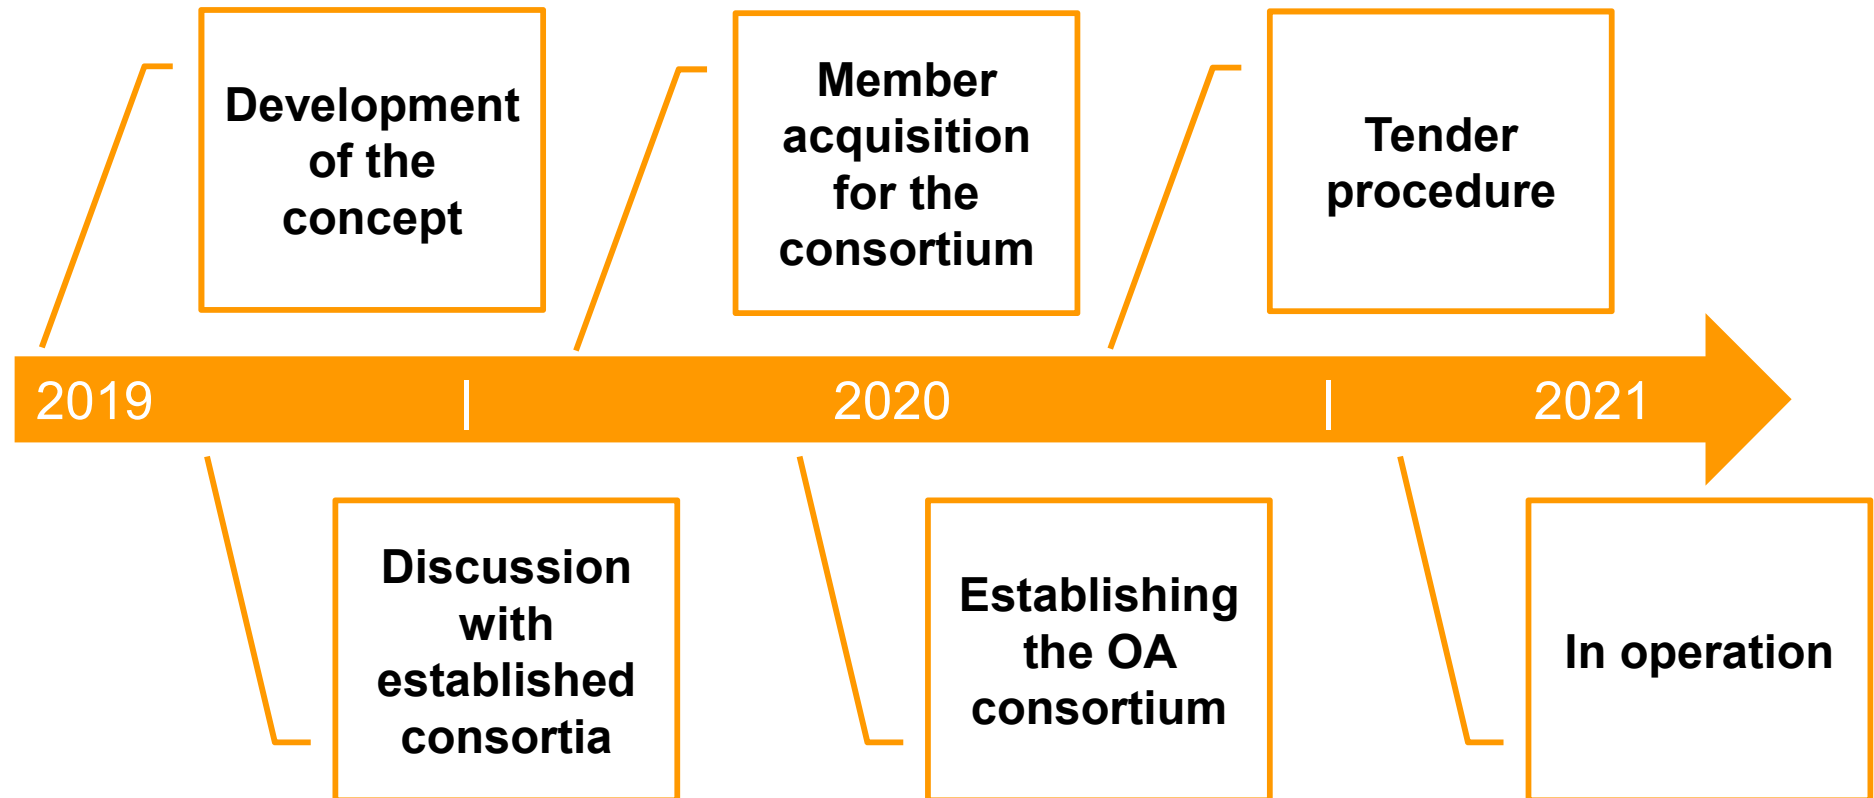 Development
of the
concept
Member
acquisition
for the
consortium
Tender
procedure
2019 | 2020 | 2021
Discussion
with
established
consortia
Establishing
the OA
consortium
In operation